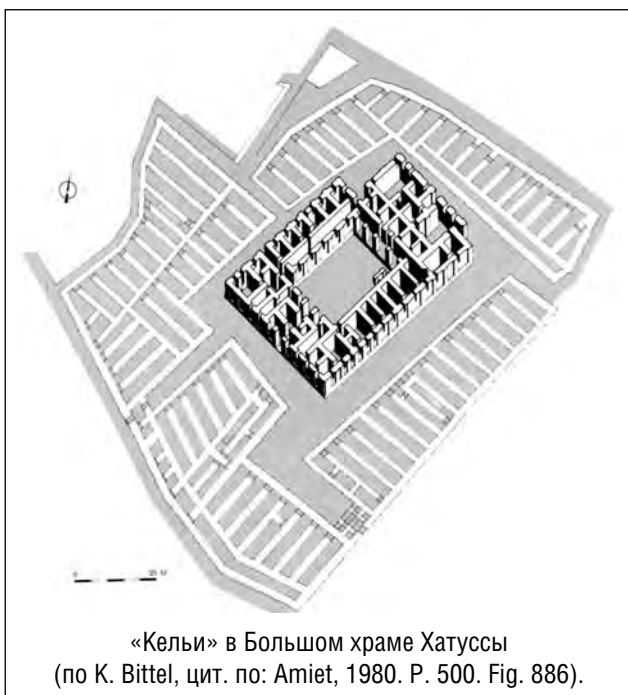 «Кельи» в Большом храме Хатуссы
(по K. Bittel, цит. по: Amiet, 1980. P. 500. Fig. 886).